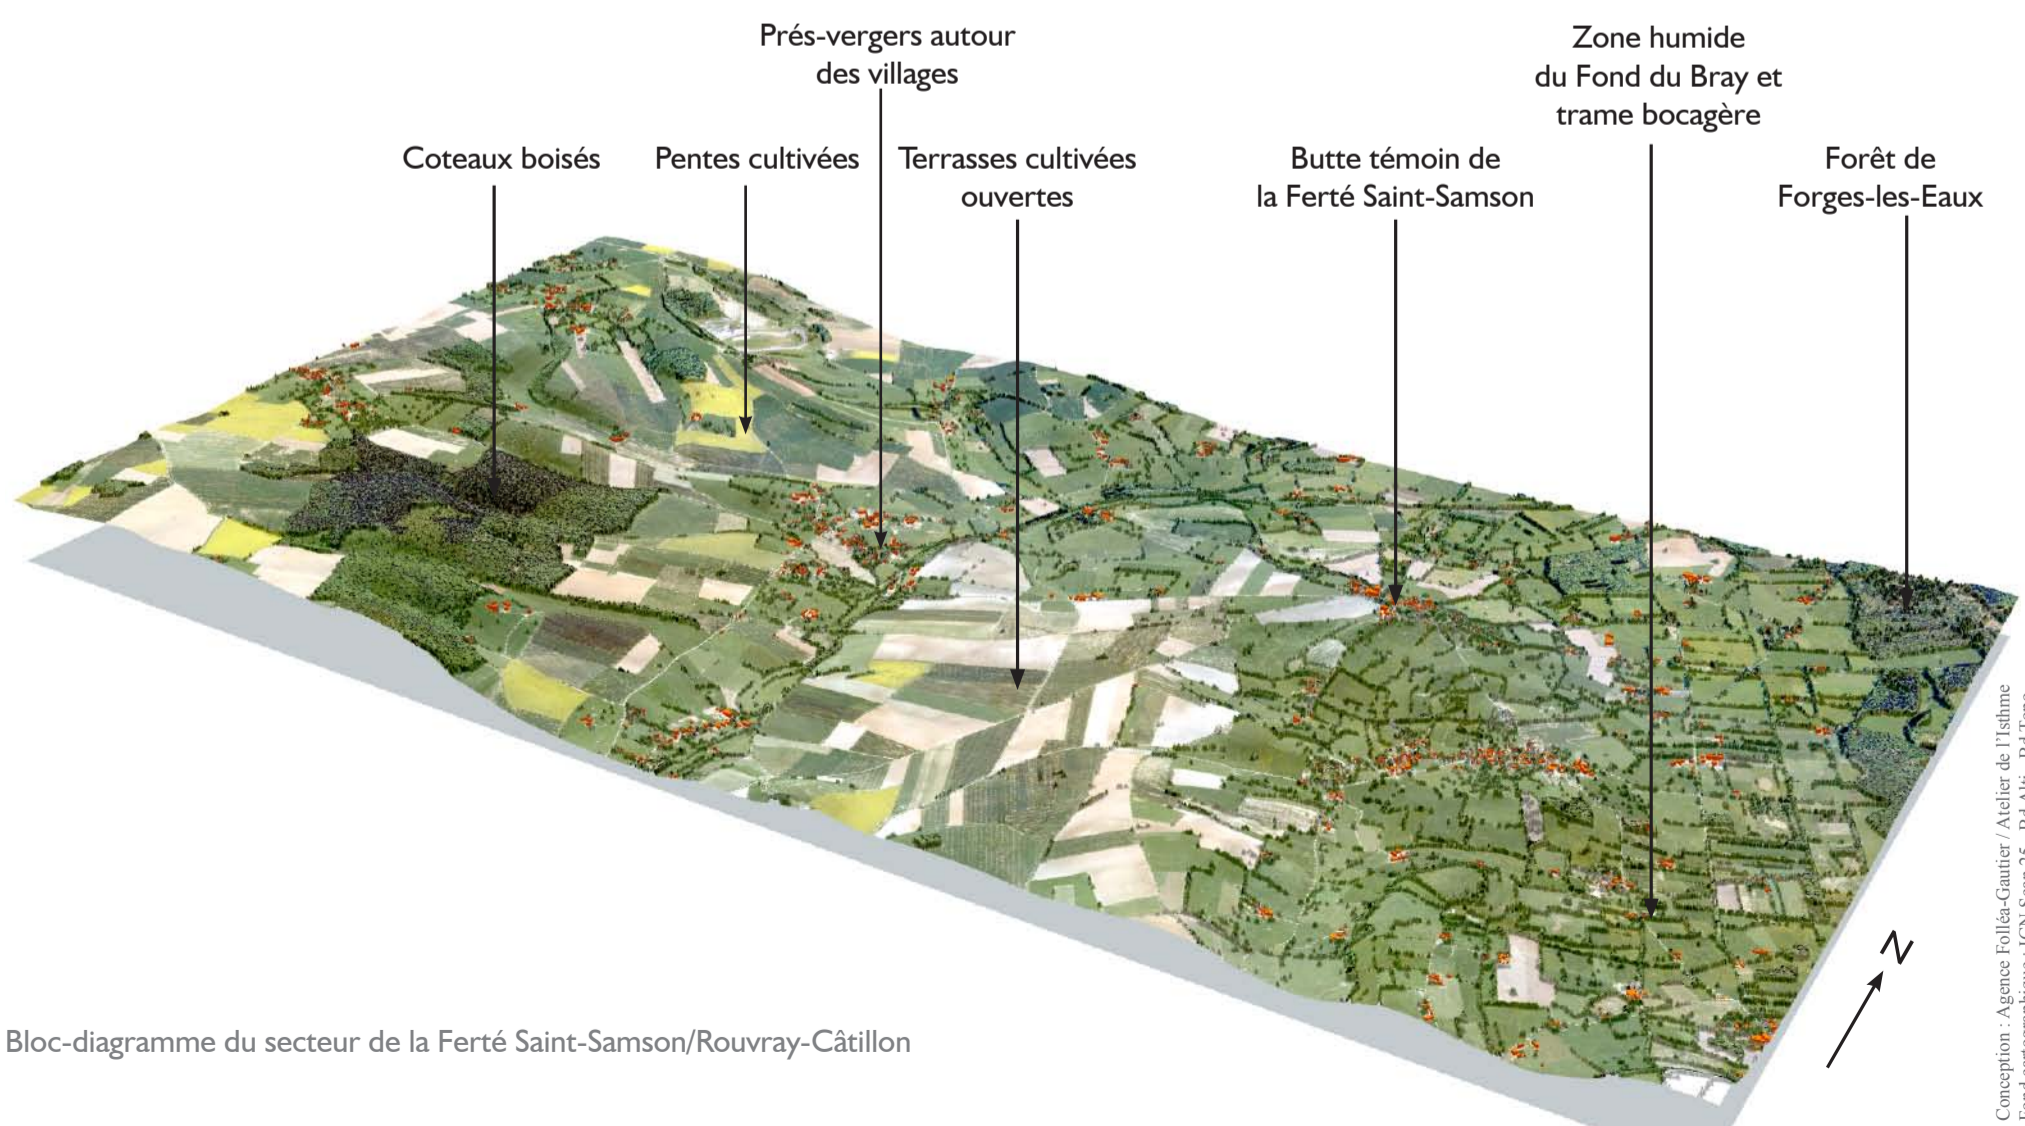 Prés-vergers autour
des villages
Zone humide
du Fond du Bray et
trame bocagère
Coteaux boisés
Pentes cultivées
Terrasses cultivées
ouvertes
Butte témoin de
la Ferté Saint-Samson
Forêt de
Forges-les-Eaux
N
Bloc-diagramme du secteur de la Ferté Saint-Samson/Rouvray-Câtillon
Conception : Agence Folléa-Gautier / Atelier de l'Isthme